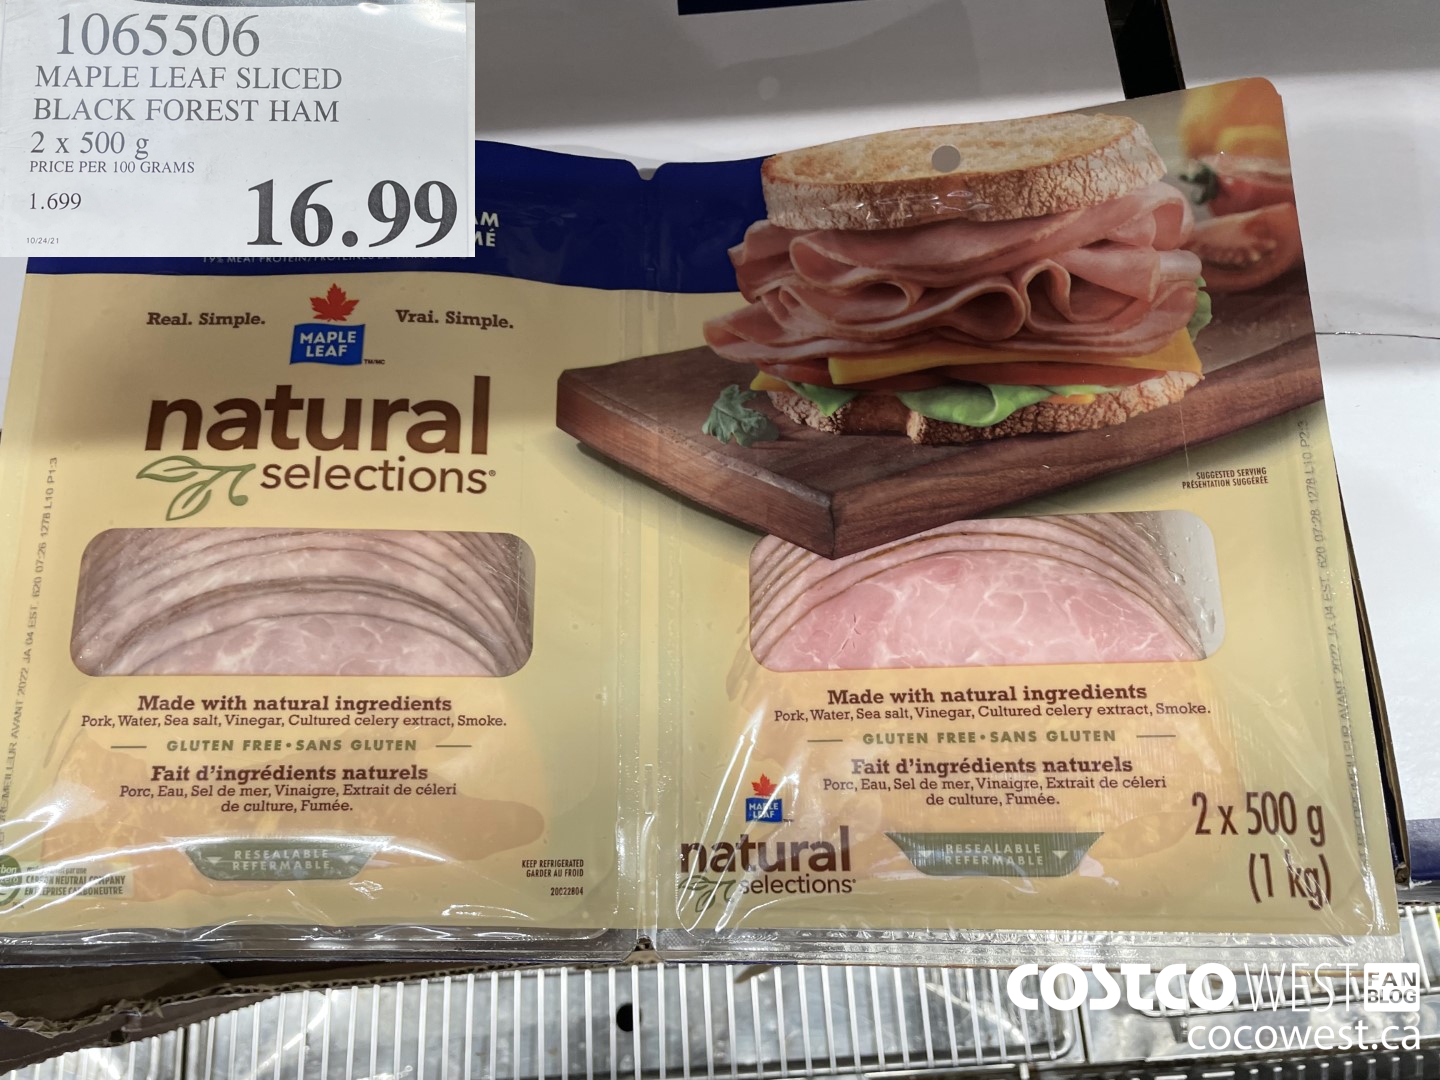 1065506
MAPLE LEAF SLICED
BLACK FOREST HAM
2 x 500 g
PRICE PER 100 GRAMS
1.699
16.99
10/24/21
Real. Simple.
MAPLE
LEAF
TM/MC
Vrai. Simple.
natural
selections®
SUGGESTED SERVING
PRÉSENTATION SUGGÉRÉE
Made with natural ingredients
Pork, Water, Sea salt, Vinegar, Cultured celery extract, Smoke.
GLUTEN FREE • SANS GLUTEN
Fait d'ingrédients naturels
Porc, Eau, Sel de mer, Vinaigre, Extrait de céleri
de culture, Fumée.
RESEALABLE
REFERMABLE
KEEP REFRIGERATED
GARDER AU FROID
20022804
Made with natural ingredients
Pork, Water, Sea salt, Vinegar, Cultured celery extract, Smoke.
GLUTEN FREE • SANS GLUTEN
Fait d'ingrédients naturels
Porc, Eau, Sel de mer, Vinaigre, Extrait de céleri
de culture, Fumée.
MAPLE
LEAF
natural
selections®
RESEALABLE
REFERMABLE
2 x 500 g
(1 kg)
COSTCO WEST FAN
BLOG
cocowest.ca